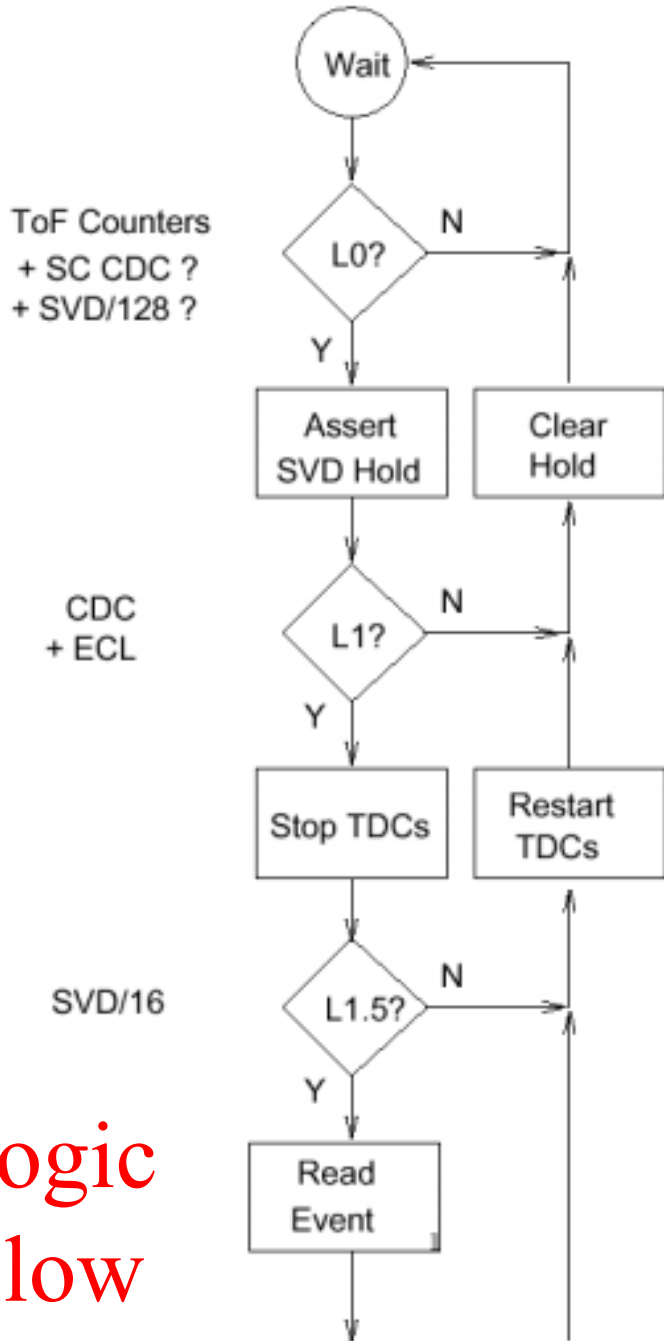 Wait
ToF Counters
+ SC CDC ?
+ SVD/128 ?
L0?
N
Y
Assert
SVD Hold
Clear
Hold
CDC
+ ECL
L1?
N
Y
Stop TDCs
Restart
TDCs
SVD/16
L1.5?
N
Y
Read
Event
ogic
low